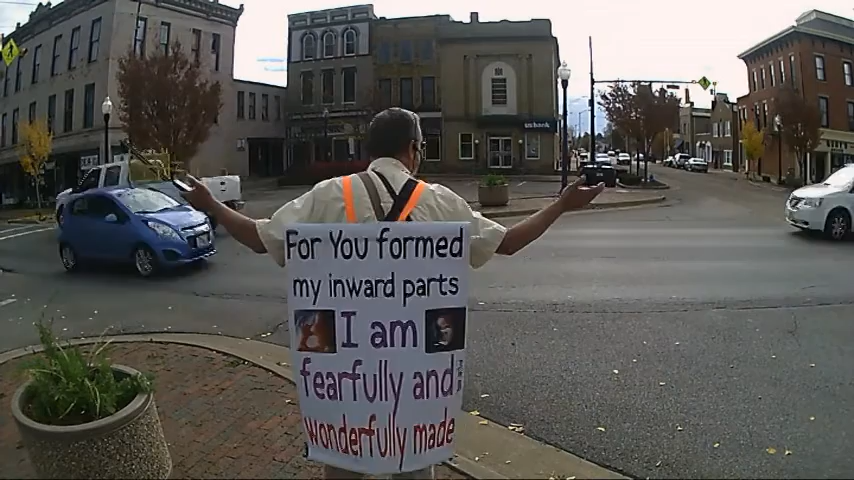 usbank
For You formed
my inward parts
I am
fearfully and
wonderfully made